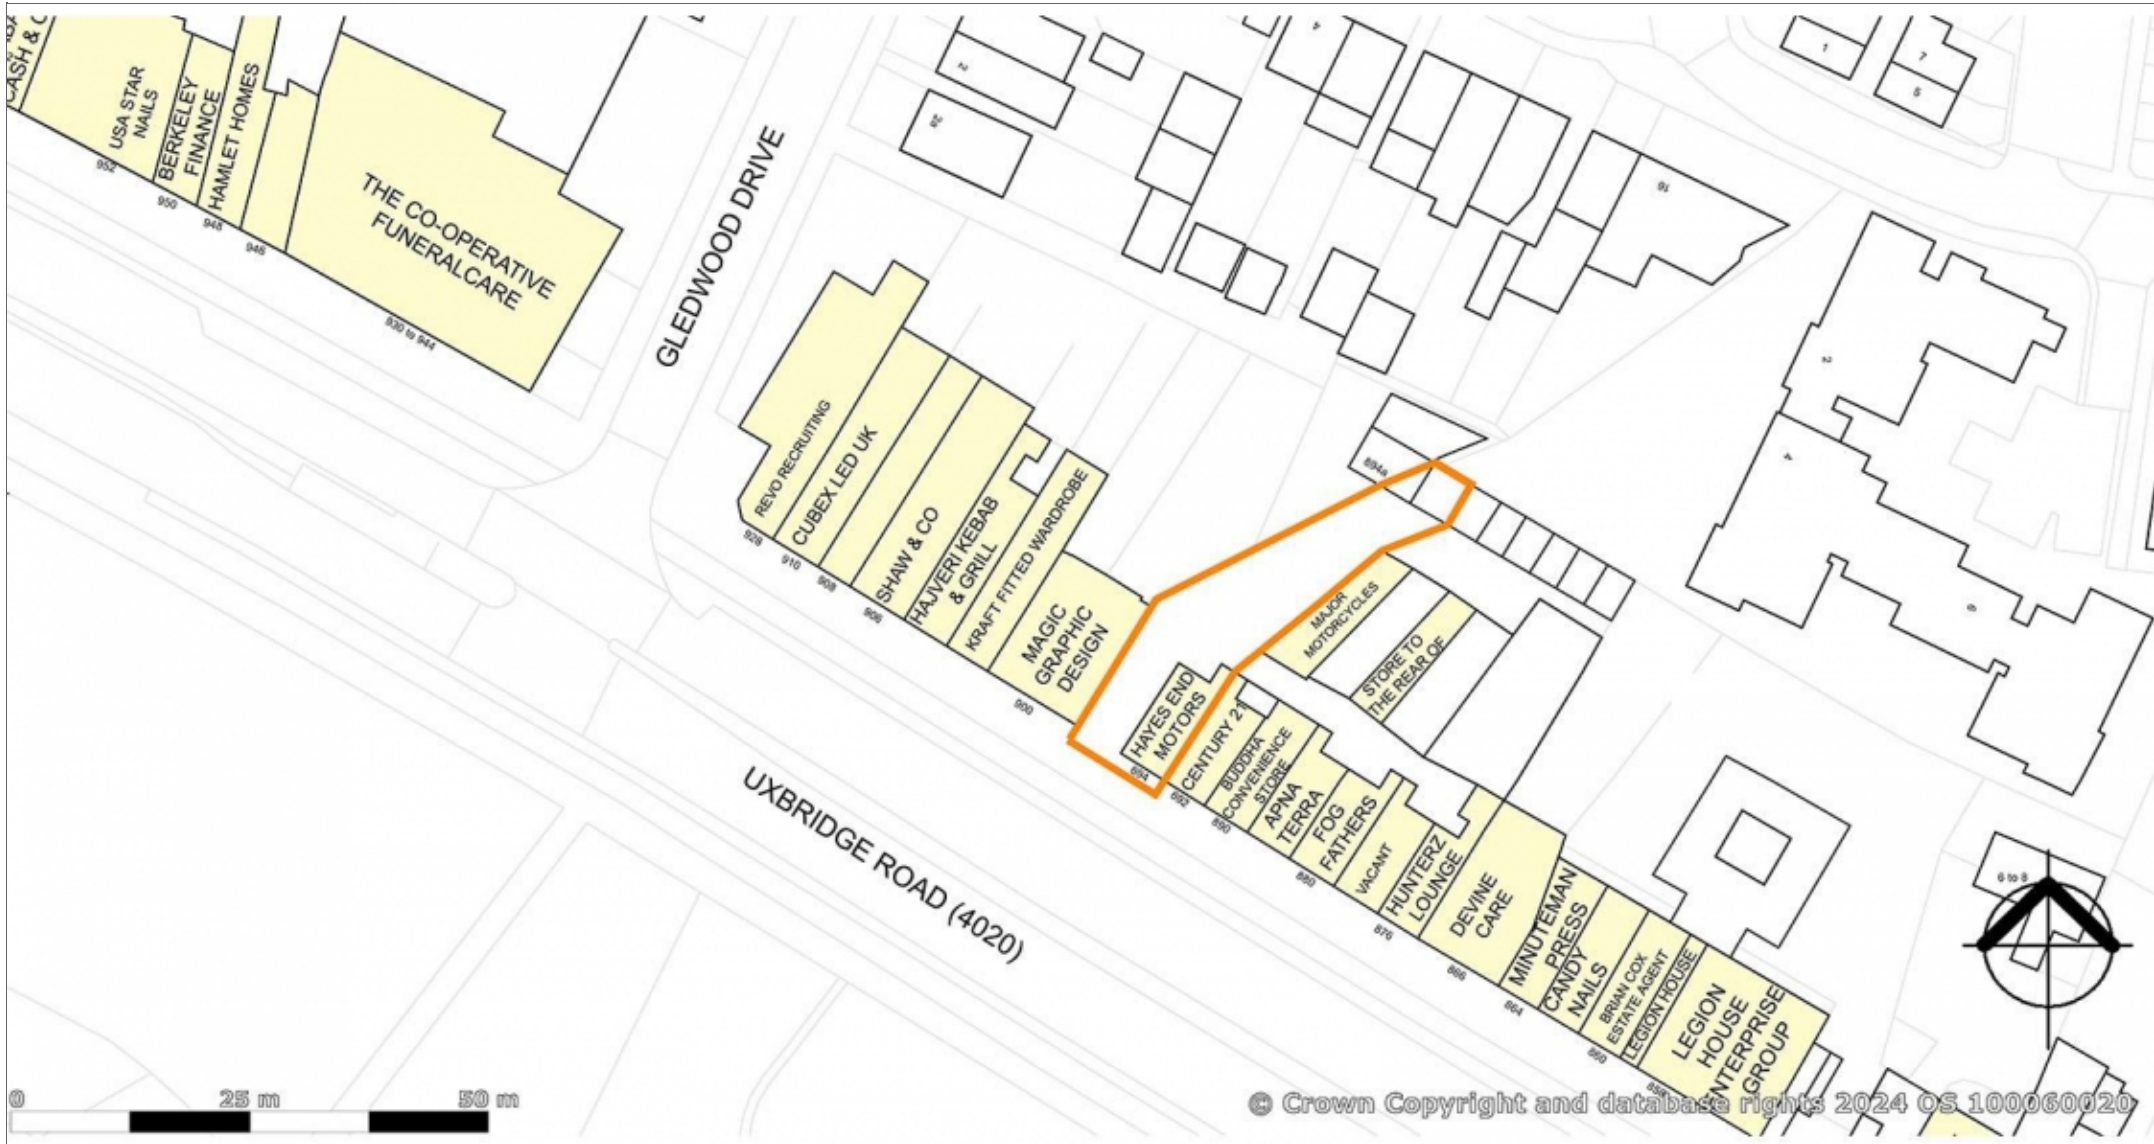 CASH & C
USA STAR
NAILS
BERKELEY
FINANCE
HAMLET HOMES
952
950
948
946
THE CO-OPERATIVE
FUNERALCARE
930 to 944
GLEDWOOD DRIVE
2
2a
4
16
1
7
5
2
4
6
6 to 8
REVO RECRUITING
CUBEX LED UK
SHAW & CO
HAJVERI KEBAB
& GRILL
KRAFT FITTED WARDROBE
MAGIC
GRAPHIC
DESIGN
928
910
908
906
900
894a
HAYES END
MOTORS
894
CENTURY 21
892
MAJOR
MOTORCYCLES
STORE TO
THE REAR OF
BUDDHA
CONVENIENCE
STORE
890
APNA
TERRA
FOG
FATHERS
880
VACANT
HUNTERZ
LOUNGE
876
DEVINE
CARE
866
MINUTEMAN
PRESS
864
CANDY
NAILS
BRIAN COX
ESTATE AGENT
860
LEGION HOUSE
LEGION
HOUSE
ENTERPRISE
GROUP
UXBRIDGE ROAD (4020)
0 25 m 50 m
© Crown Copyright and database rights 2024 OS 100060020